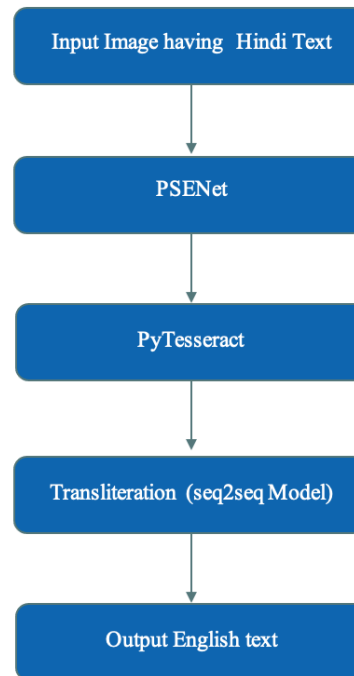 Input Image having Hindi Text
PSENet
PyTesseract
Transliteration (seq2seq Model)
Output English text